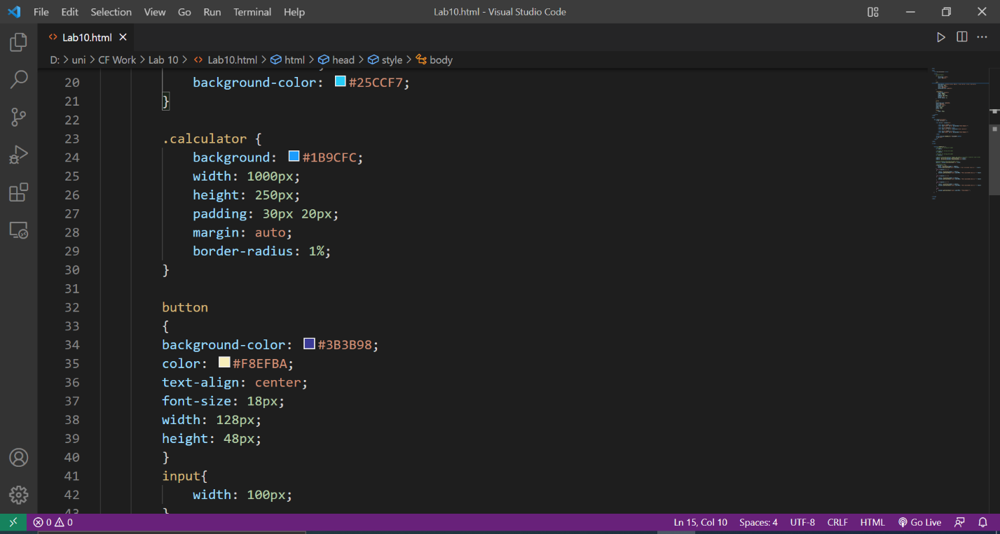 File Edit Selection View Go Run Terminal Help Lab10.html - Visual Studio Code
Lab10.html
D: > uni > CF Work > Lab 10 > Lab10.html > html > head > style > body
20 background-color: #25CCF7;
21 }
22
23 .calculator {
24 background: #1B9CFC;
25 width: 1000px;
26 height: 250px;
27 padding: 30px 20px;
28 margin: auto;
29 border-radius: 1%;
30 }
31
32 button
33 {
34 background-color: #3B3B98;
35 color: #F8EFBA;
36 text-align: center;
37 font-size: 18px;
38 width: 128px;
39 height: 48px;
40 }
41 input{
42 width: 100px;
43 }
0 0 Ln 15, Col 10 Spaces: 4 UTF-8 CRLF HTML Go Live